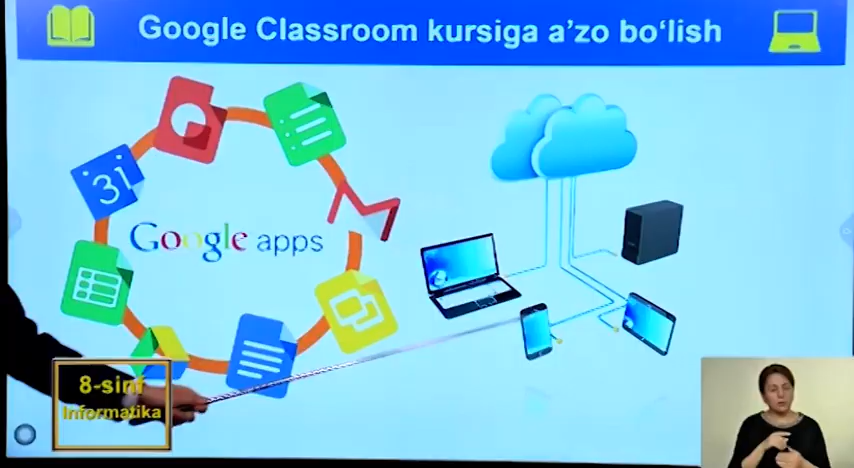 Google Classroom kursiga a’zo bo‘lish
31
Google apps
8-sinf
Informatika